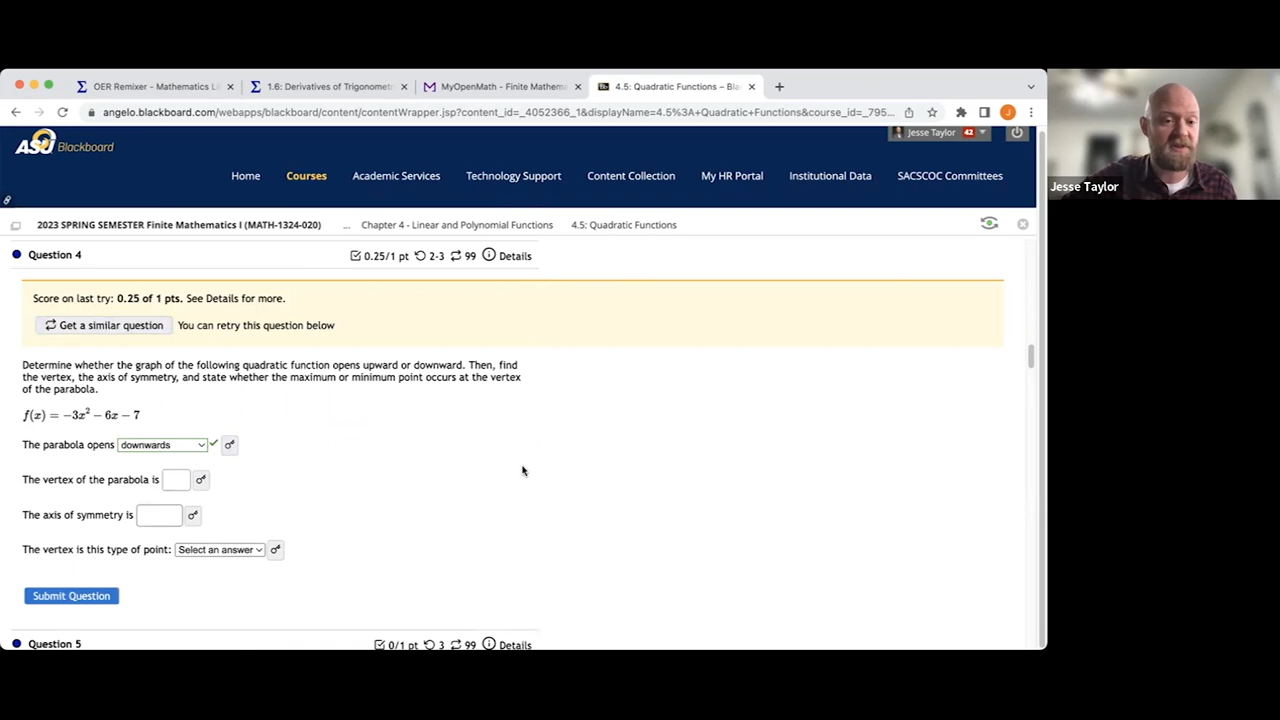 OER Remixer - Mathematics Li
1.6: Derivatives of Trigonomet
MyOpenMath - Finite Mathema
4.5: Quadratic Functions – Bla
angelo.blackboard.com/webapps/blackboard/content/contentWrapper.jsp?content_id=_4052366_1&displayName=4.5%3A+Quadratic+Functions&course_id=_795...
J
ASU Blackboard
Jesse Taylor 42
Home Courses Academic Services Technology Support Content Collection My HR Portal Institutional Data SACSCOC Committees
Jesse Taylor
2023 SPRING SEMESTER Finite Mathematics I (MATH-1324-020) ... Chapter 4 - Linear and Polynomial Functions 4.5: Quadratic Functions
Question 4 0.25/1 pt 2-3 99 Details
Score on last try: 0.25 of 1 pts. See Details for more.
Get a similar question You can retry this question below
Determine whether the graph of the following quadratic function opens upward or downward. Then, find
the vertex, the axis of symmetry, and state whether the maximum or minimum point occurs at the vertex
of the parabola.
f(x) = −3x² − 6x − 7
The parabola opens downwards
The vertex of the parabola is
The axis of symmetry is
The vertex is this type of point: Select an answer
Submit Question
Question 5 0/1 pt 3 99 Details